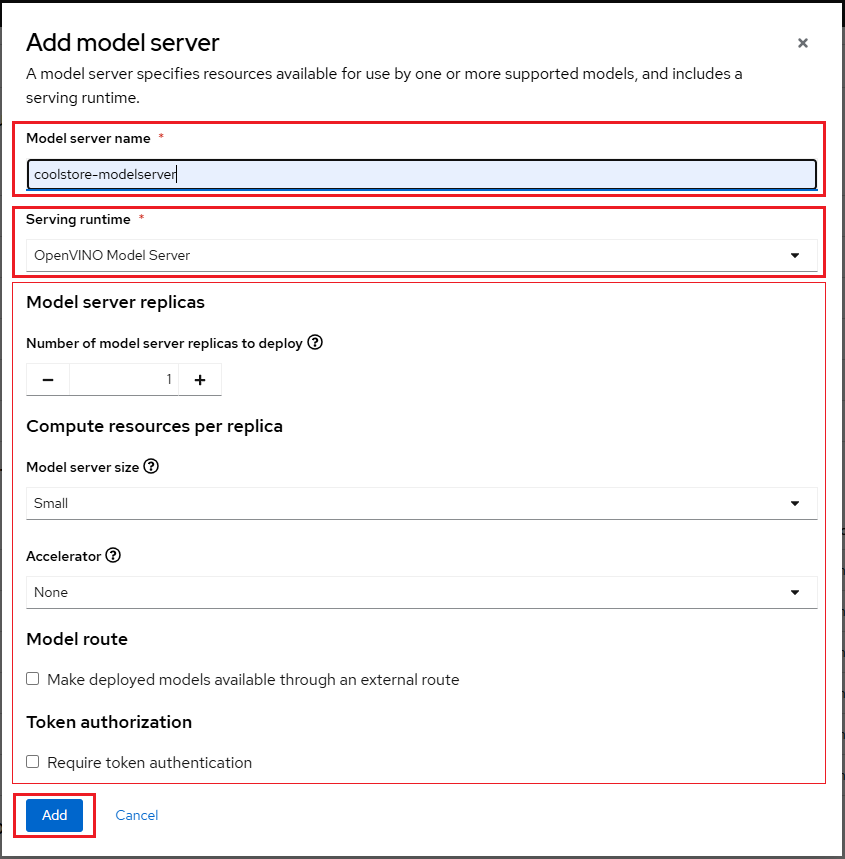 Add model server
A model server specifies resources available for use by one or more supported models, and includes a
serving runtime.
Model server name *
coolstore-modelserver
Serving runtime *
OpenVINO Model Server
Model server replicas
Number of model server replicas to deploy
1
Compute resources per replica
Model server size
Small
Accelerator
None
Model route
Make deployed models available through an external route
Token authorization
Require token authentication
Add Cancel